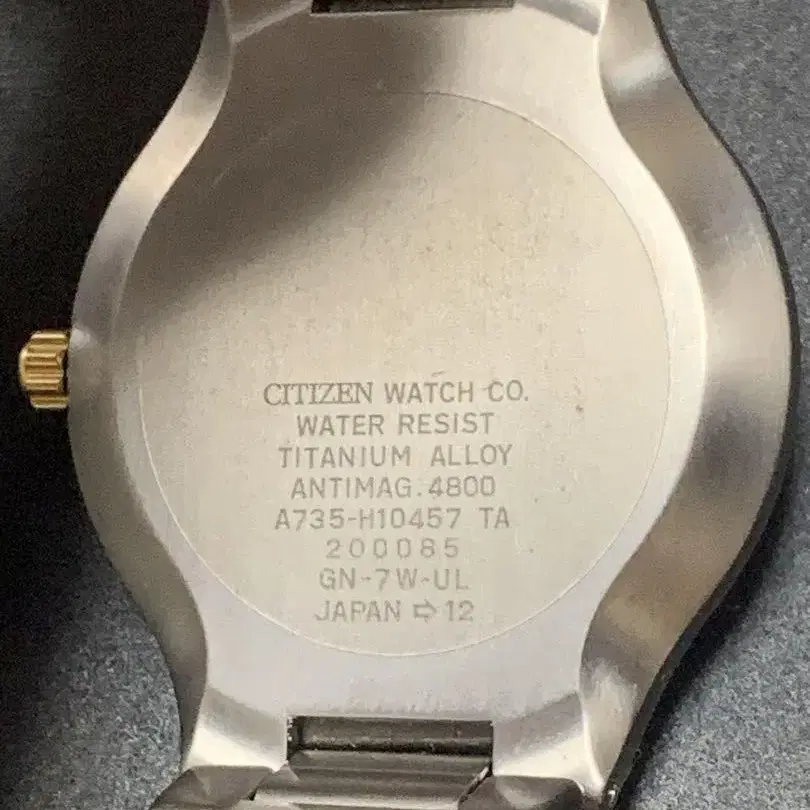 CITIZEN WATCH CO.
WATER RESIST
TITANIUM ALLOY
ANTIMAG.4800
A735-H10457 TA
200085
GN-7W-UL
JAPAN ⇨ 12